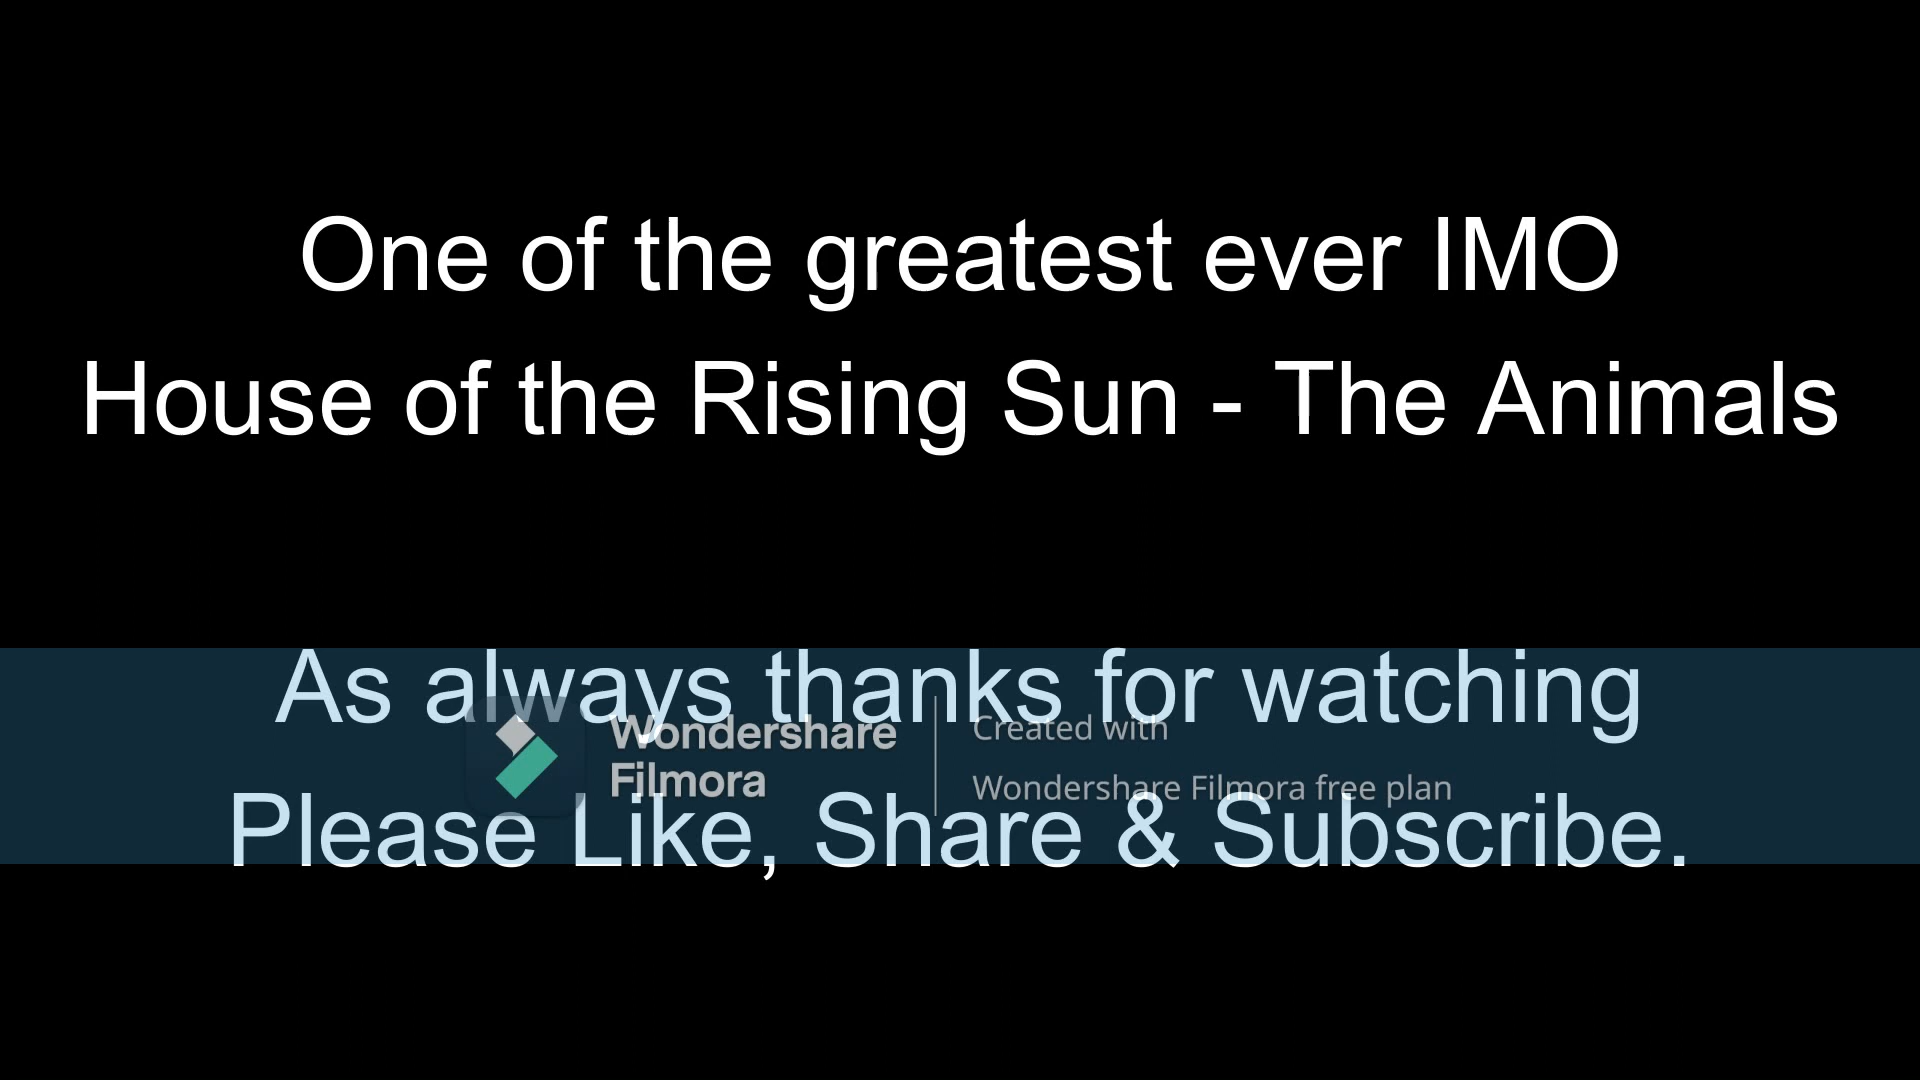 One of the greatest ever IMO
House of the Rising Sun - The Animals
As always thanks for watching
Wondershare
Filmora
Created with
Wondershare Filmora free plan
Please Like, Share & Subscribe.